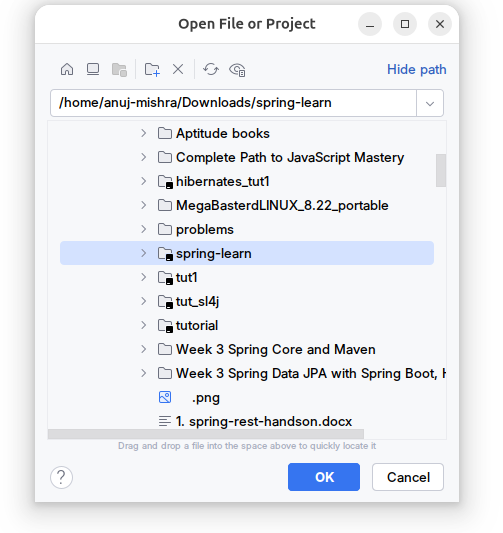 Open File or Project
Hide path
/home/anuj-mishra/Downloads/spring-learn
Aptitude books
Complete Path to JavaScript Mastery
hibernates_tut1
MegaBasterdLINUX_8.22_portable
problems
spring-learn
tut1
tut_sl4j
tutorial
Week 3 Spring Core and Maven
Week 3 Spring Data JPA with Spring Boot, H
.png
1. spring-rest-handson.docx
Drag and drop a file into the space above to quickly locate it
? OK Cancel